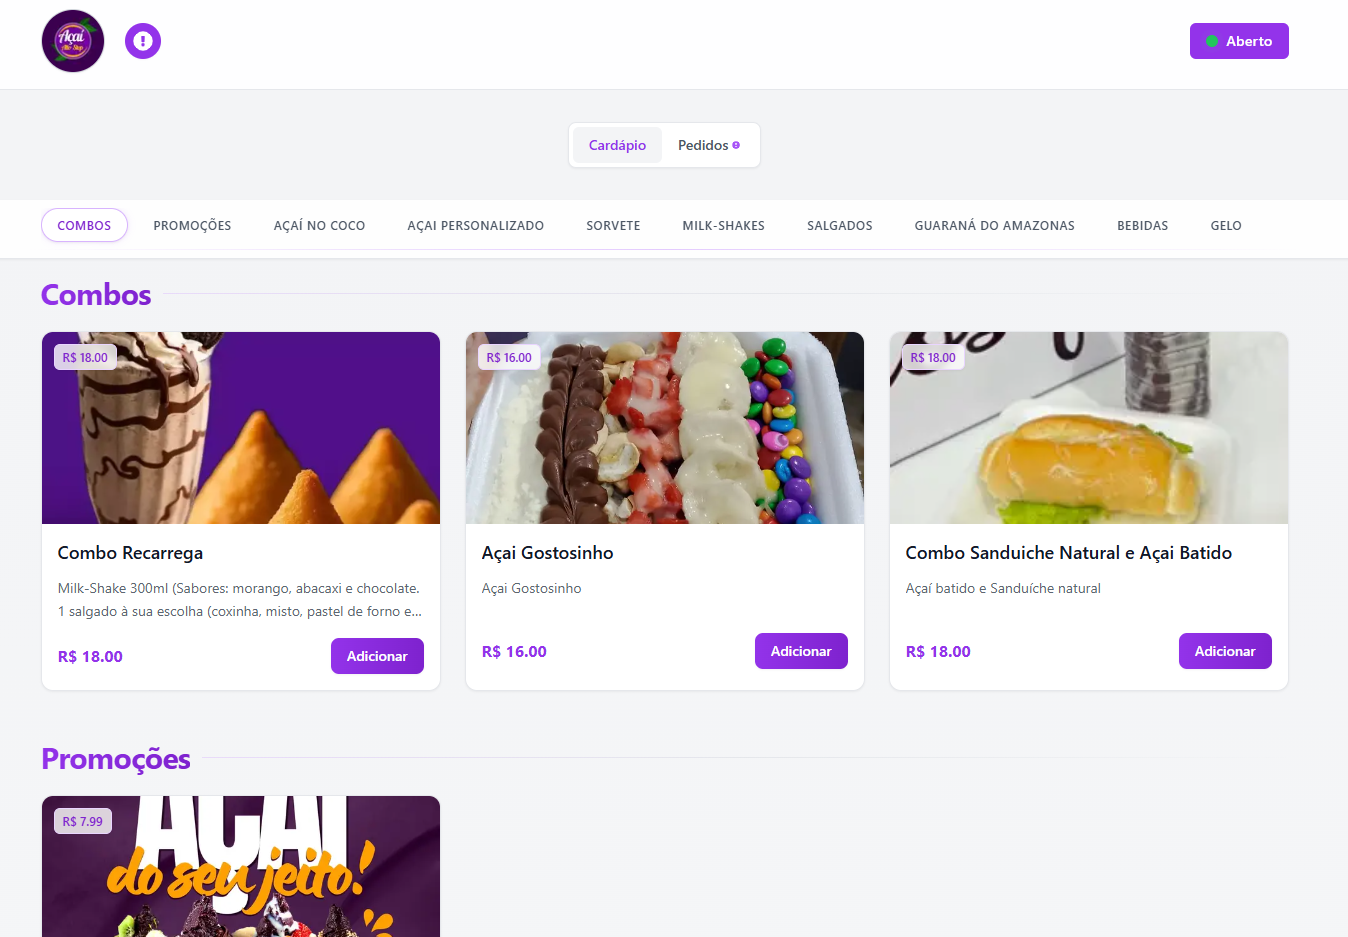 Açaí
Aberto
Cardápio
Pedidos
COMBOS
PROMOÇÕES
AÇAÍ NO COCO
AÇAI PERSONALIZADO
SORVETE
MILK-SHAKES
SALGADOS
GUARANÁ DO AMAZONAS
BEBIDAS
GELO
Combos
R$ 18.00
R$ 16.00
R$ 18.00
Combo Recarrega
Milk-Shake 300ml (Sabores: morango, abacaxi e chocolate.
1 salgado à sua escolha (coxinha, misto, pastel de forno e...
R$ 18.00
Adicionar
Açai Gostosinho
Açai Gostosinho
R$ 16.00
Adicionar
Combo Sanduiche Natural e Açai Batido
Açaí batido e Sanduíche natural
R$ 18.00
Adicionar
Promoções
R$ 7.99
AÇAÍ
do seu jeito!